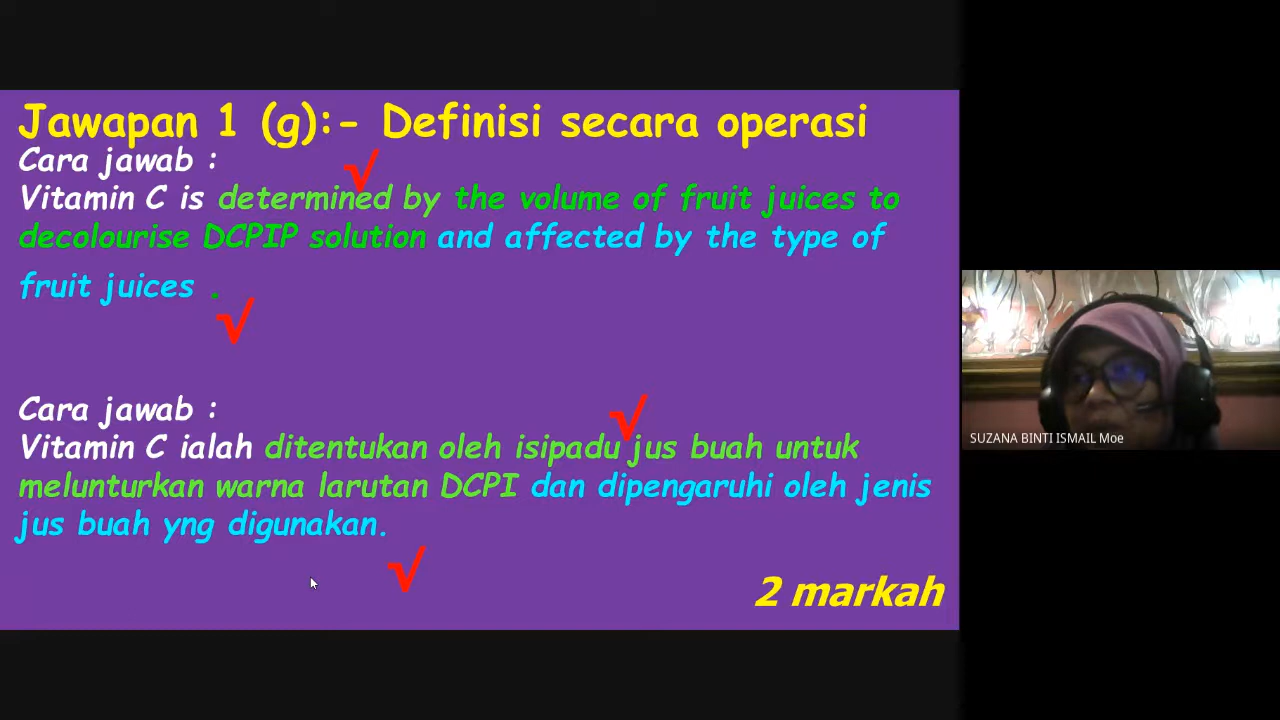 Jawapan 1 (g):- Definisi secara operasi
Cara jawab :
Vitamin C is determined by the volume of fruit juices to
decolourise DCPIP solution and affected by the type of
fruit juices .
Cara jawab :
Vitamin C ialah ditentukan oleh isipadu jus buah untuk
melunturkan warna larutan DCPI dan dipengaruhi oleh jenis
jus buah yng digunakan.
2 markah
SUZANA BINTI ISMAIL Moe